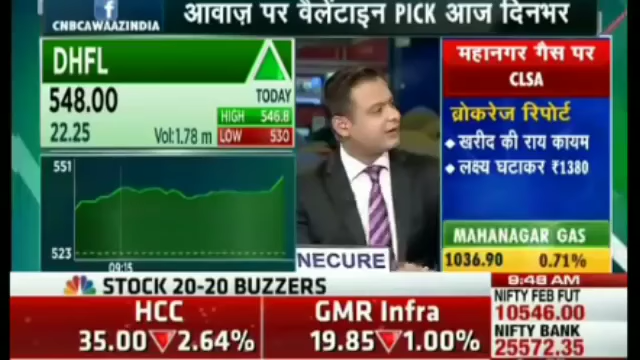 f
CNBCAWAAZINDIA
आवाज़ पर वैलेंटाइन PICK आज दिनभर
DHFL
548.00
TODAY
22.25
Vol:1.78 m
HIGH 546.8
LOW 530
551
523
09:15
महानगर गैस पर
CLSA
ब्रोकरेज रिपोर्ट
खरीद की राय कायम
लक्ष्य घटाकर ₹1380
MAHANAGAR GAS
1036.90 0.71%
NECURE
STOCK 20-20 BUZZERS
9:48 AM
HCC
35.00 2.64%
GMR Infra
19.85 1.00%
NIFTY FEB FUT
10546.00
NIFTY BANK
25572.35